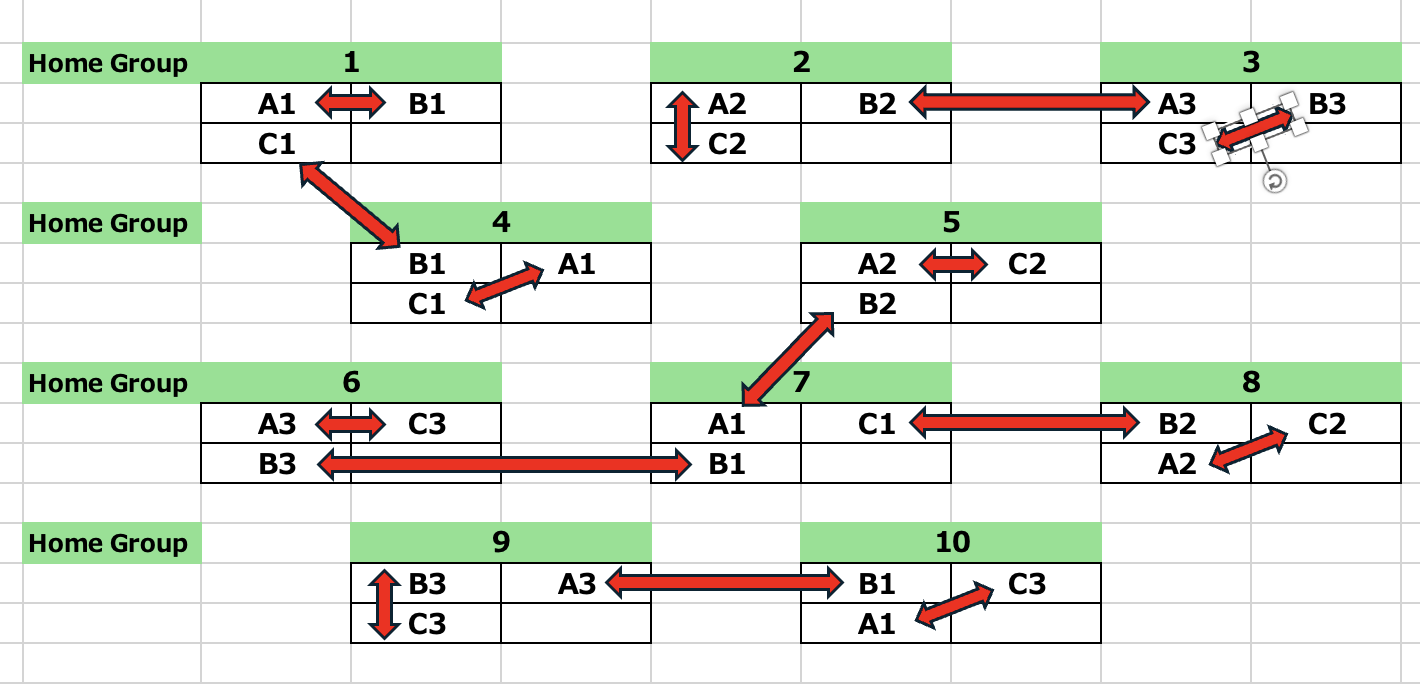 Home Group 1 2 3
A1 B1 A2 B2 A3 B3
C1 C2 C3
Home Group 4 5
B1 A1 A2 C2
C1 B2
Home Group 6 7 8
A3 C3 A1 C1 B2 C2
B3 B1 A2
Home Group 9 10
B3 A3 B1 C3
C3 A1